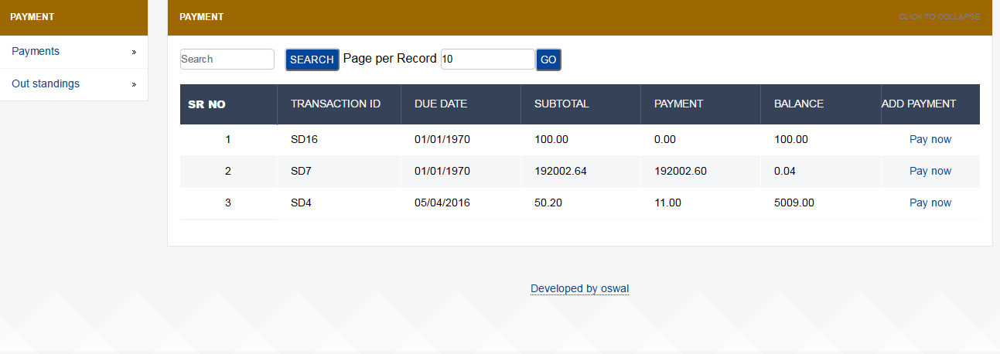 PAYMENT
PAYMENT CLICK TO COLLAPSE
Payments »
Out standings »
Search SEARCH Page per Record 10 GO
SR NO TRANSACTION ID DUE DATE SUBTOTAL PAYMENT BALANCE ADD PAYMENT
1 SD16 01/01/1970 100.00 0.00 100.00 Pay now
2 SD7 01/01/1970 192002.64 192002.60 0.04 Pay now
3 SD4 05/04/2016 50.20 11.00 5009.00 Pay now
Developed by oswal